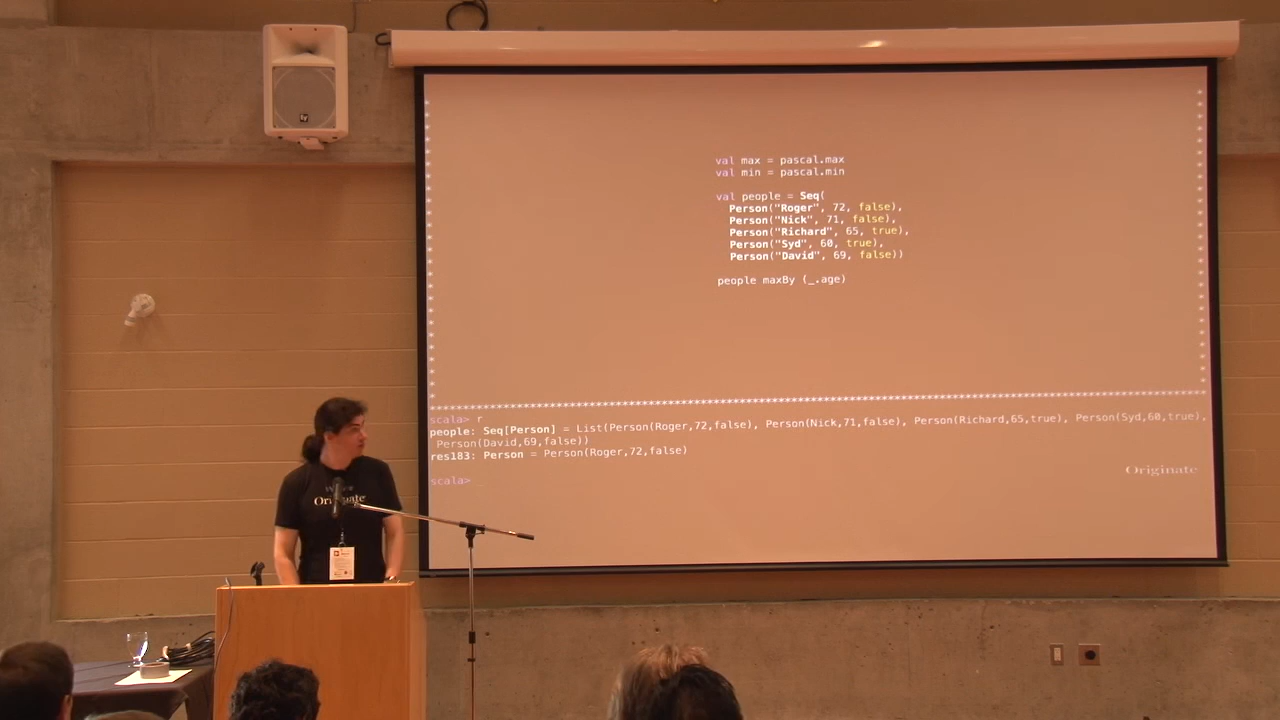 val max = pascal.max
val min = pascal.min
val people = Seq(
Person("Roger", 72, false),
Person("Nick", 71, false),
Person("Richard", 65, true),
Person("Syd", 60, true),
Person("David", 69, false))
people maxBy (_.age)
****************************************************************
scala> r
people: Seq[Person] = List(Person(Roger,72,false), Person(Nick,71,false), Person(Richard,65,true), Person(Syd,60,true),
Person(David,69,false))
res183: Person = Person(Roger,72,false)
scala> _
Originate